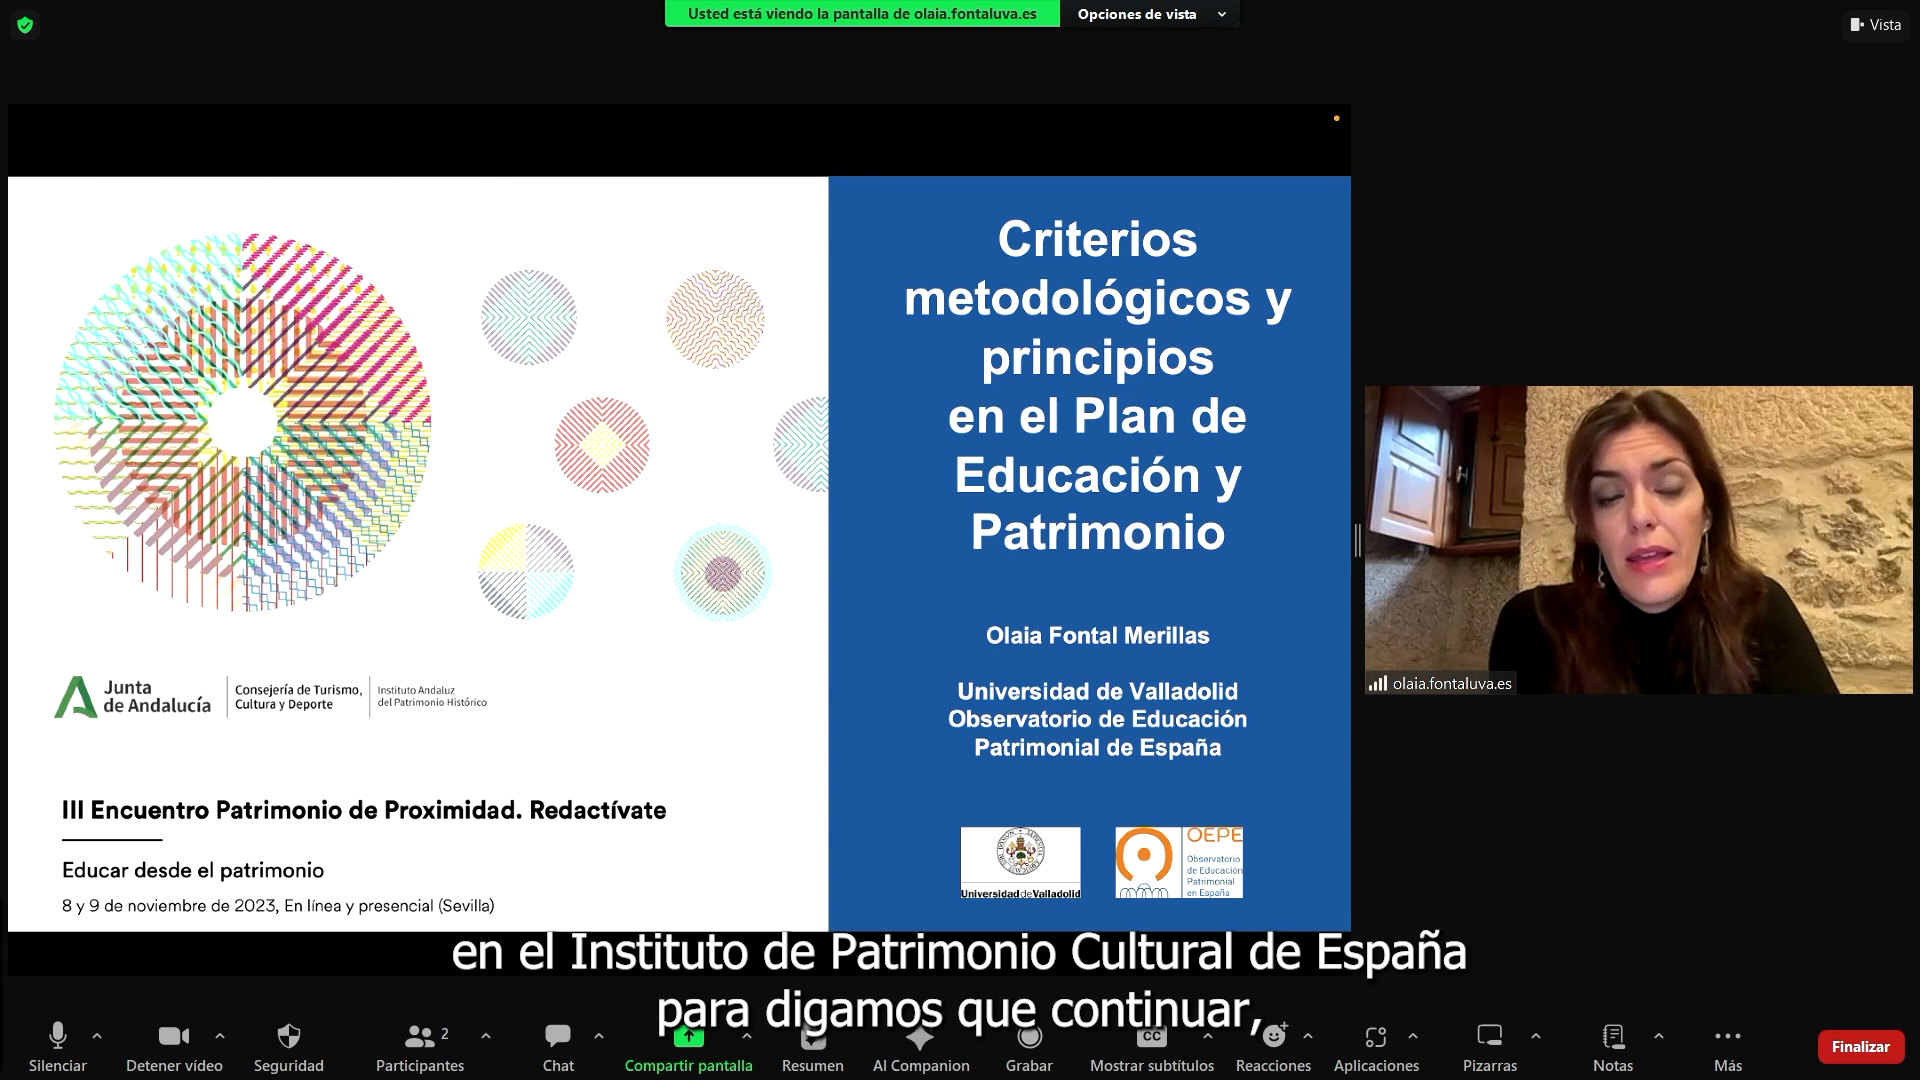 Usted está viendo la pantalla de olaia.fontaluva.es
Opciones de vista
Vista
Criterios
metodológicos y
principios
en el Plan de
Educación y
Patrimonio
Olaia Fontal Merillas
Universidad de Valladolid
Observatorio de Educación
Patrimonial de España
Universidad de Valladolid
OEPE
Observatorio
de Educación
Patrimonial
en España
Junta
de Andalucía
Consejería de Turismo,
Cultura y Deporte
Instituto Andaluz
del Patrimonio Histórico
III Encuentro Patrimonio de Proximidad. Redactívate
Educar desde el patrimonio
8 y 9 de noviembre de 2023, En línea y presencial (Sevilla)
olaia.fontaluva.es
en el Instituto de Patrimonio Cultural de España
para digamos que continuar,
Silenciar
Detener vídeo
Seguridad
Participantes
2
Chat
Compartir pantalla
Resumen
AI Companion
Grabar
CC
Mostrar subtítulos
Reacciones
Aplicaciones
Pizarras
Notas
Más
Finalizar